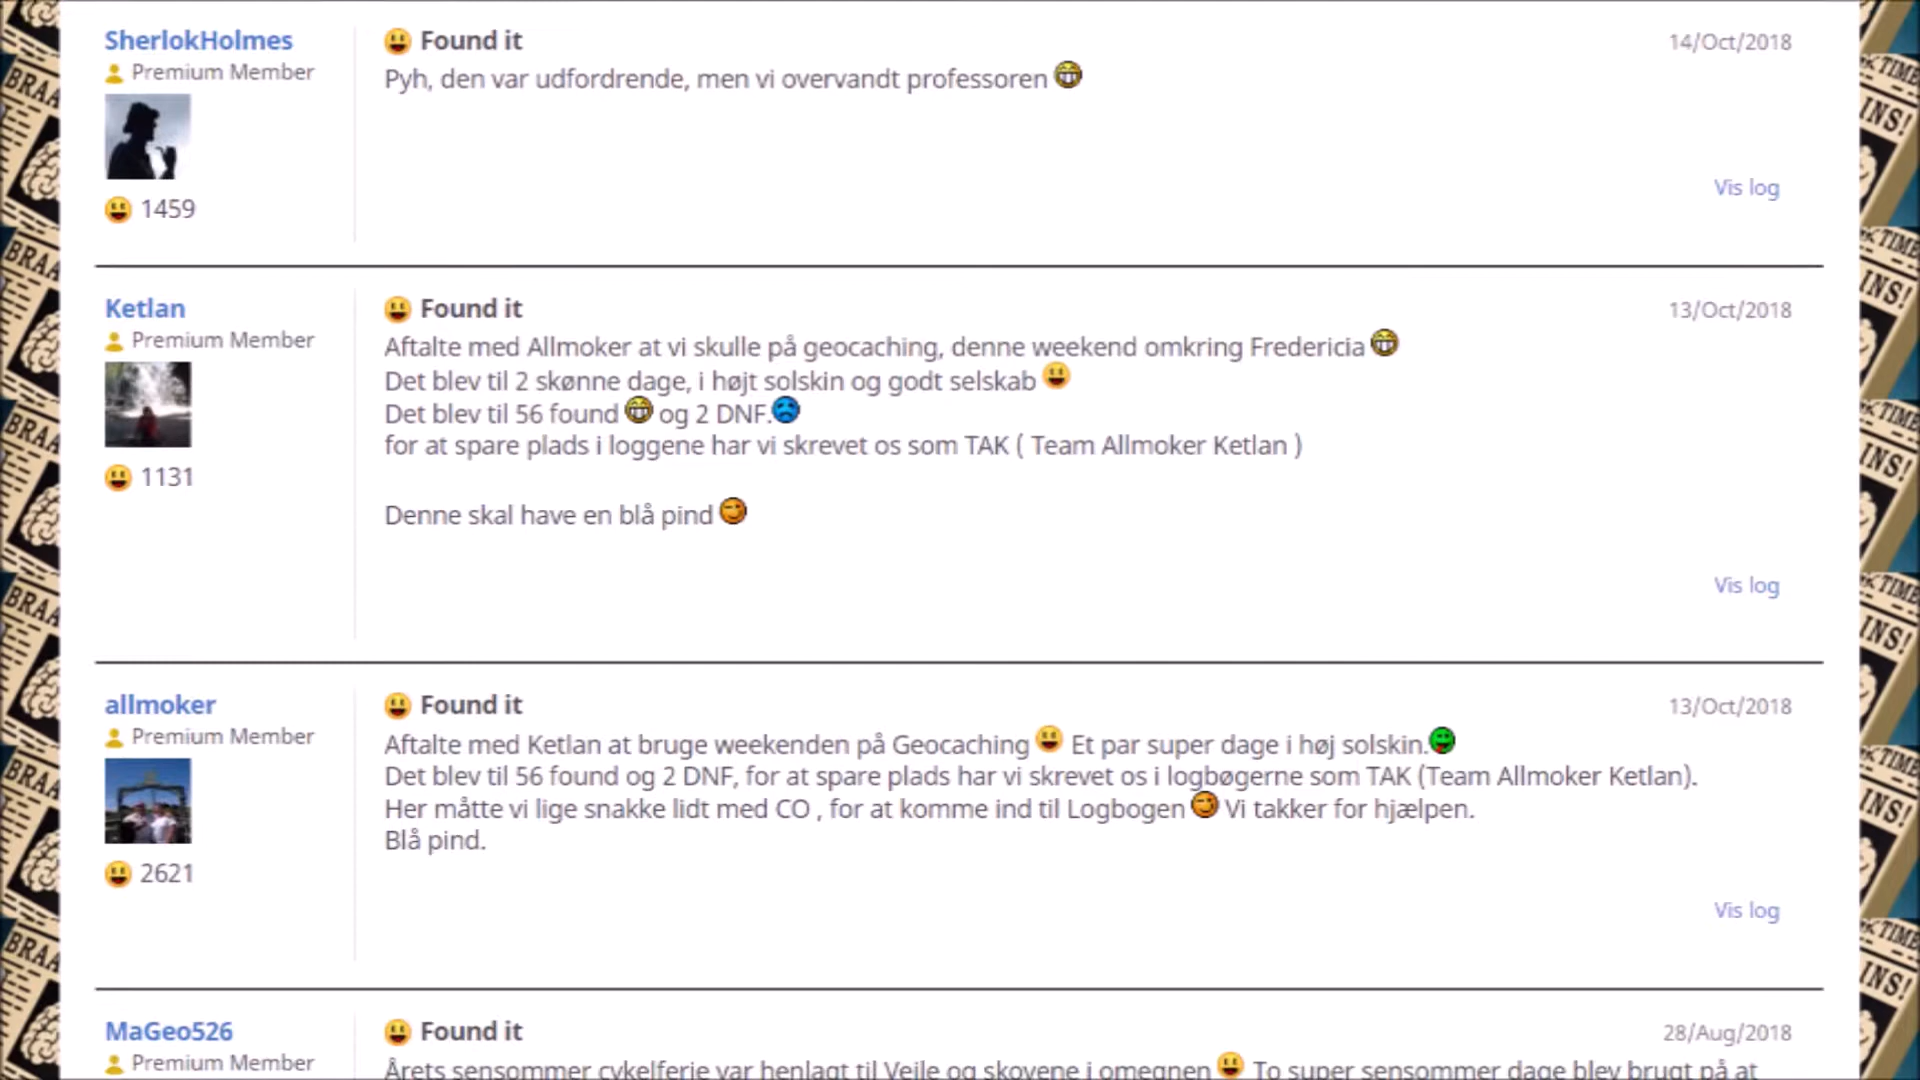 SherlokHolmes
Premium Member
1459
Found it
14/Oct/2018
Pyh, den var udfordrende, men vi overvandt professoren
Vis log
Ketlan
Premium Member
1131
Found it
13/Oct/2018
Aftalte med Allmoker at vi skulle på geocaching, denne weekend omkring Fredericia
Det blev til 2 skønne dage, i højt solskin og godt selskab
Det blev til 56 found og 2 DNF.
for at spare plads i loggene har vi skrevet os som TAK ( Team Allmoker Ketlan )
Denne skal have en blå pind
Vis log
allmoker
Premium Member
2621
Found it
13/Oct/2018
Aftalte med Ketlan at bruge weekenden på Geocaching Et par super dage i høj solskin.
Det blev til 56 found og 2 DNF, for at spare plads har vi skrevet os i logbøgerne som TAK (Team Allmoker Ketlan).
Her måtte vi lige snakke lidt med CO , for at komme ind til Logbogen Vi takker for hjælpen.
Blå pind.
Vis log
MaGeo526
Premium Member
Found it
28/Aug/2018
Årets sensommer cykelferie var henlagt til Vejle og skovene i omegnen To super sensommer dage blev brugt på at